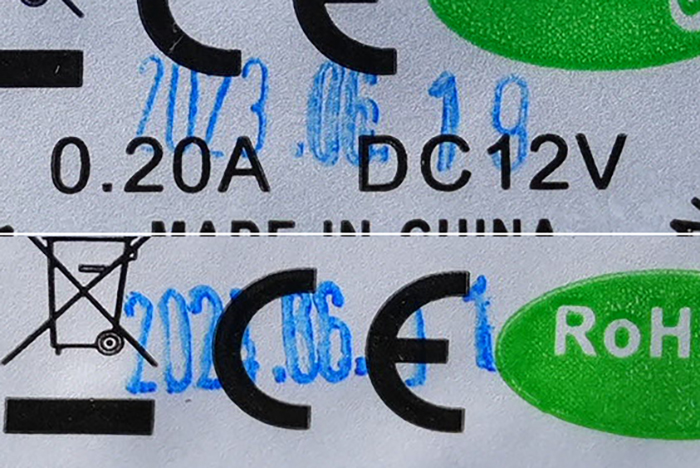 CE
2023.06.19
0.20A DC12V
MADE IN CHINA
CE RoH